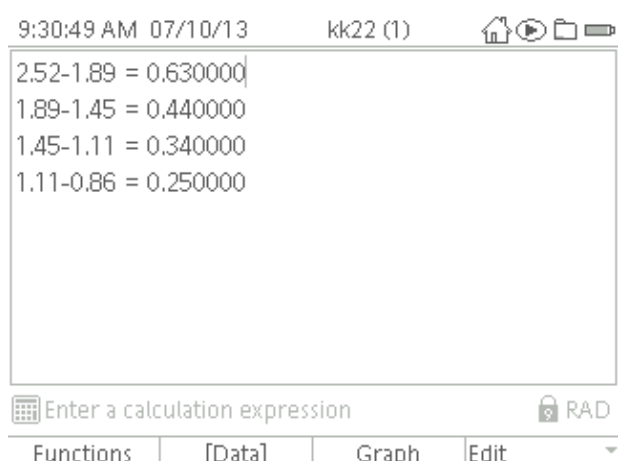 9:30:49 AM 07/10/13 kk22 (1)
2.52-1.89 = 0.630000
1.89-1.45 = 0.440000
1.45-1.11 = 0.340000
1.11-0.86 = 0.250000
Enter a calculation expression RAD
Functions [Data] Graph Edit